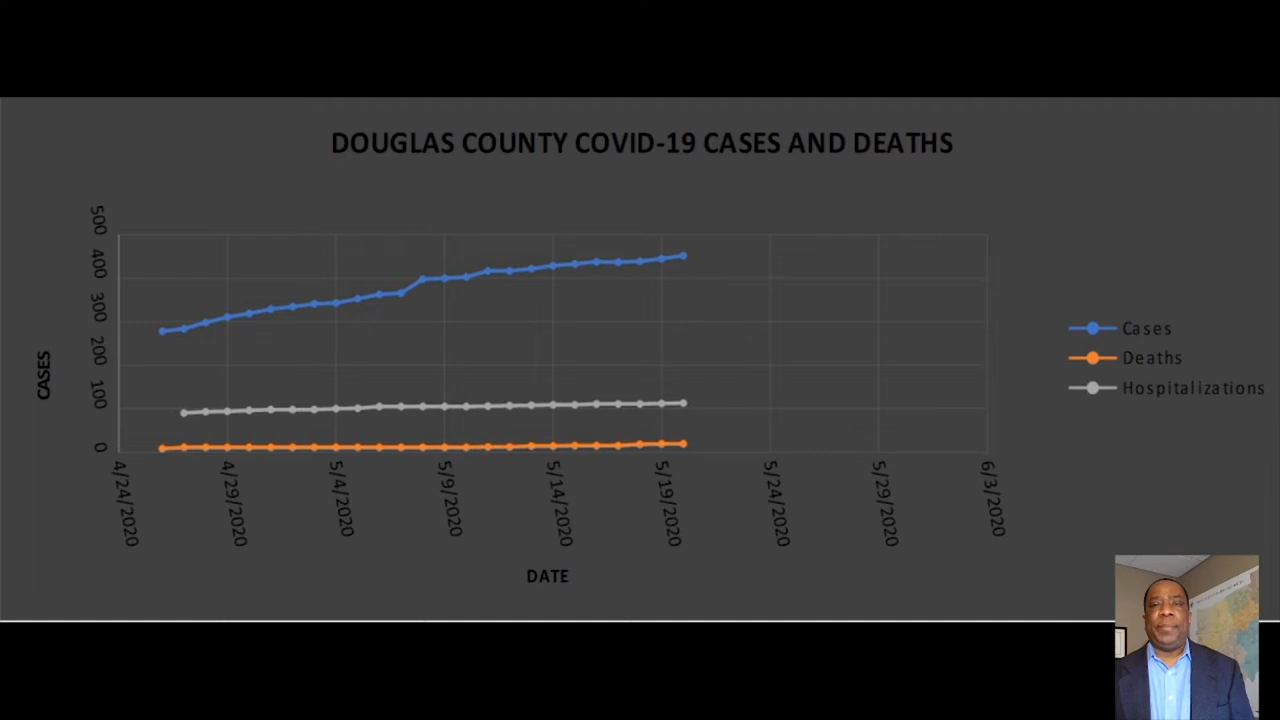 DOUGLAS COUNTY COVID-19 CASES AND DEATHS
500
400
300
200
100
0
CASES
4/24/2020
4/29/2020
5/4/2020
5/9/2020
5/14/2020
5/19/2020
5/24/2020
5/29/2020
6/3/2020
DATE
Cases
Deaths
Hospitalizations